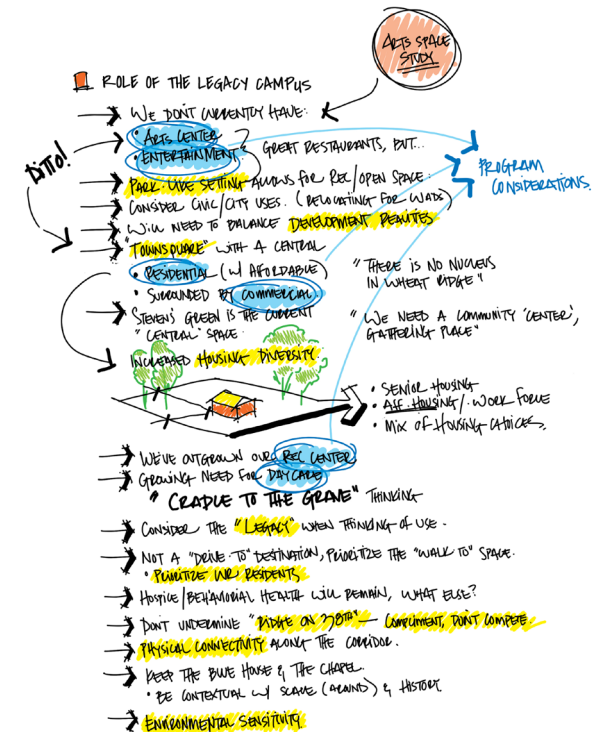 ARTS SPACE
STUDY
ROLE OF THE LEGACY CAMPUS
WE DON'T CURRENTLY HAVE:
• ARTS CENTER
• ENTERTAINMENT
GREAT RESTAURANTS, BUT...
DITTO!
PARK-LIKE SETTING ALLOWS FOR REC/OPEN SPACE.
CONSIDER CIVIC/CITY USES. (RELOCATING FOR WADS)
WILL NEED TO BALANCE DEVELOPMENT REALITIES
PROGRAM
CONSIDERATIONS.
"TOWNSQUARE" WITH A CENTRAL
• RESIDENTIAL (W/ AFFORDABLE)
• SURROUNDED BY COMMERCIAL.
"THERE IS NO NUCLEUS
IN WHEAT RIDGE"
STEVEN'S GREEN IS THE CURRENT
"CENTRAL" SPACE.
"WE NEED A COMMUNITY 'CENTER',
GATHERING PLACE"
INCREASED HOUSING DIVERSITY.
• SENIOR HOUSING
• AFF. HOUSING/WORK FORCE
• MIX OF HOUSING CHOICES.
WE'VE OUTGROWN OUR REC CENTER
GROWING NEED FOR DAYCARE
"CRADLE TO THE GRAVE" THINKING
CONSIDER THE "LEGACY" WHEN THINKING OF USE.
NOT A "DRIVE-TO" DESTINATION, PRIORITIZE THE "WALK TO" SPACE.
• PRIORITIZE WR RESIDENTS
HOSPICE/BEHAVIORAL HEALTH WILL REMAIN, WHAT ELSE?
DON'T UNDERMINE "RIDGE ON 38TH" — COMPLIMENT, DON'T COMPETE.
PHYSICAL CONNECTIVITY ALONG THE CORRIDOR.
KEEP THE BLUE HOUSE & THE CHAPEL.
• BE CONTEXTUAL W/ SCALE (AROUND) & HISTORY
ENVIRONMENTAL SENSITIVITY.